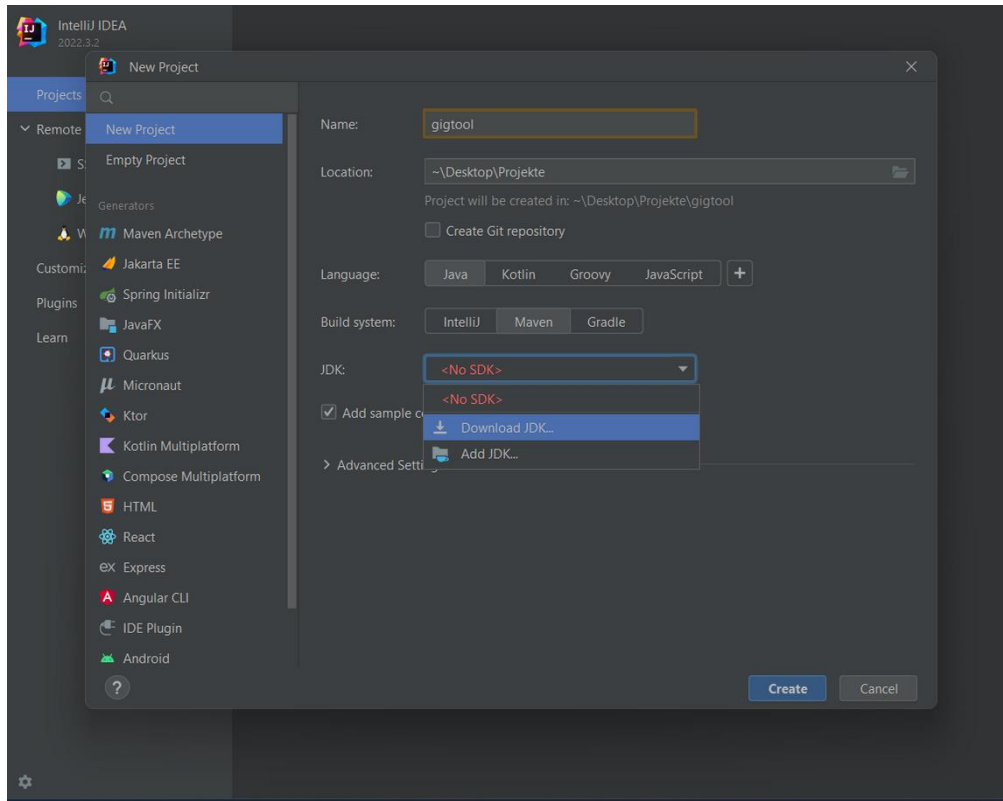 IntelliJ IDEA
2022.3.2
New Project
Projects
Remote
New Project
Empty Project
Generators
Maven Archetype
Jakarta EE
Spring Initializr
JavaFX
Quarkus
Micronaut
Ktor
Kotlin Multiplatform
Compose Multiplatform
HTML
React
ex Express
Angular CLI
IDE Plugin
Android
Plugins
Learn
Name: gigtool
Location: ~\Desktop\Projekte
Project will be created in: ~\Desktop\Projekte\gigtool
Create Git repository
Language: Java Kotlin Groovy JavaScript +
Build system: IntelliJ Maven Gradle
JDK: <No SDK>
<No SDK>
Add sample
Download JDK...
Add JDK...
Advanced
?
Create Cancel